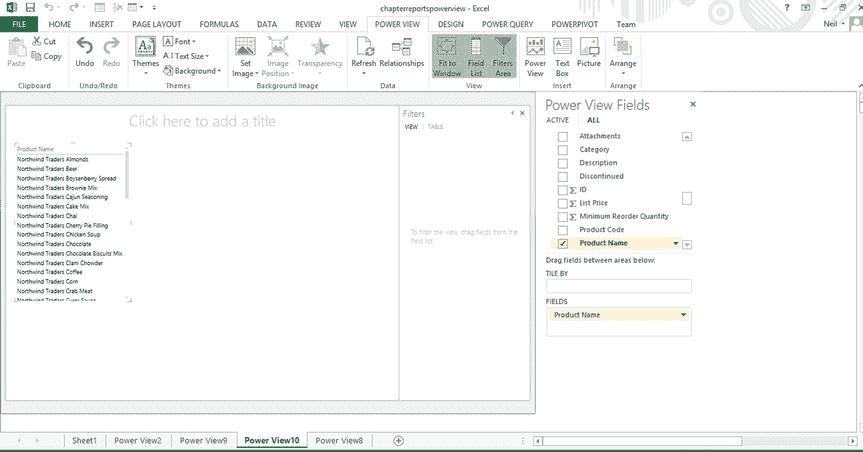 chapterreportspowerview - Excel
FILE HOME INSERT PAGE LAYOUT FORMULAS DATA REVIEW VIEW POWER VIEW DESIGN POWER QUERY POWERPIVOT Team Neil
Paste
Cut
Copy
Clipboard
Undo Redo
Undo/Redo
Themes
Font
Text Size
Background
Themes
Set Image
Image Position
Transparency
Background Image
Refresh Relationships
Data
Fit to Window
Field List
Filters Area
View
Power View
Text Box
Picture
Insert
Arrange
Arrange
Click here to add a title
Product Name
Northwind Traders Almonds
Northwind Traders Beer
Northwind Traders Boysenberry Spread
Northwind Traders Brownie Mix
Northwind Traders Cajun Seasoning
Northwind Traders Cake Mix
Northwind Traders Chai
Northwind Traders Cherry Pie Filling
Northwind Traders Chicken Soup
Northwind Traders Chocolate
Northwind Traders Chocolate Biscuits Mix
Northwind Traders Clam Chowder
Northwind Traders Coffee
Northwind Traders Corn
Northwind Traders Crab Meat
Northwind Traders Curry Sauce
Filters
VIEW | TABLE
To filter the view, drag fields from the
field list.
Power View Fields
ACTIVE ALL
Attachments
Category
Description
Discontinued
Σ ID
Σ List Price
Σ Minimum Reorder Quantity
Product Code
Product Name
Drag fields between areas below:
TILE BY
FIELDS
Product Name
Sheet1 Power View2 Power View9 Power View10 Power View8